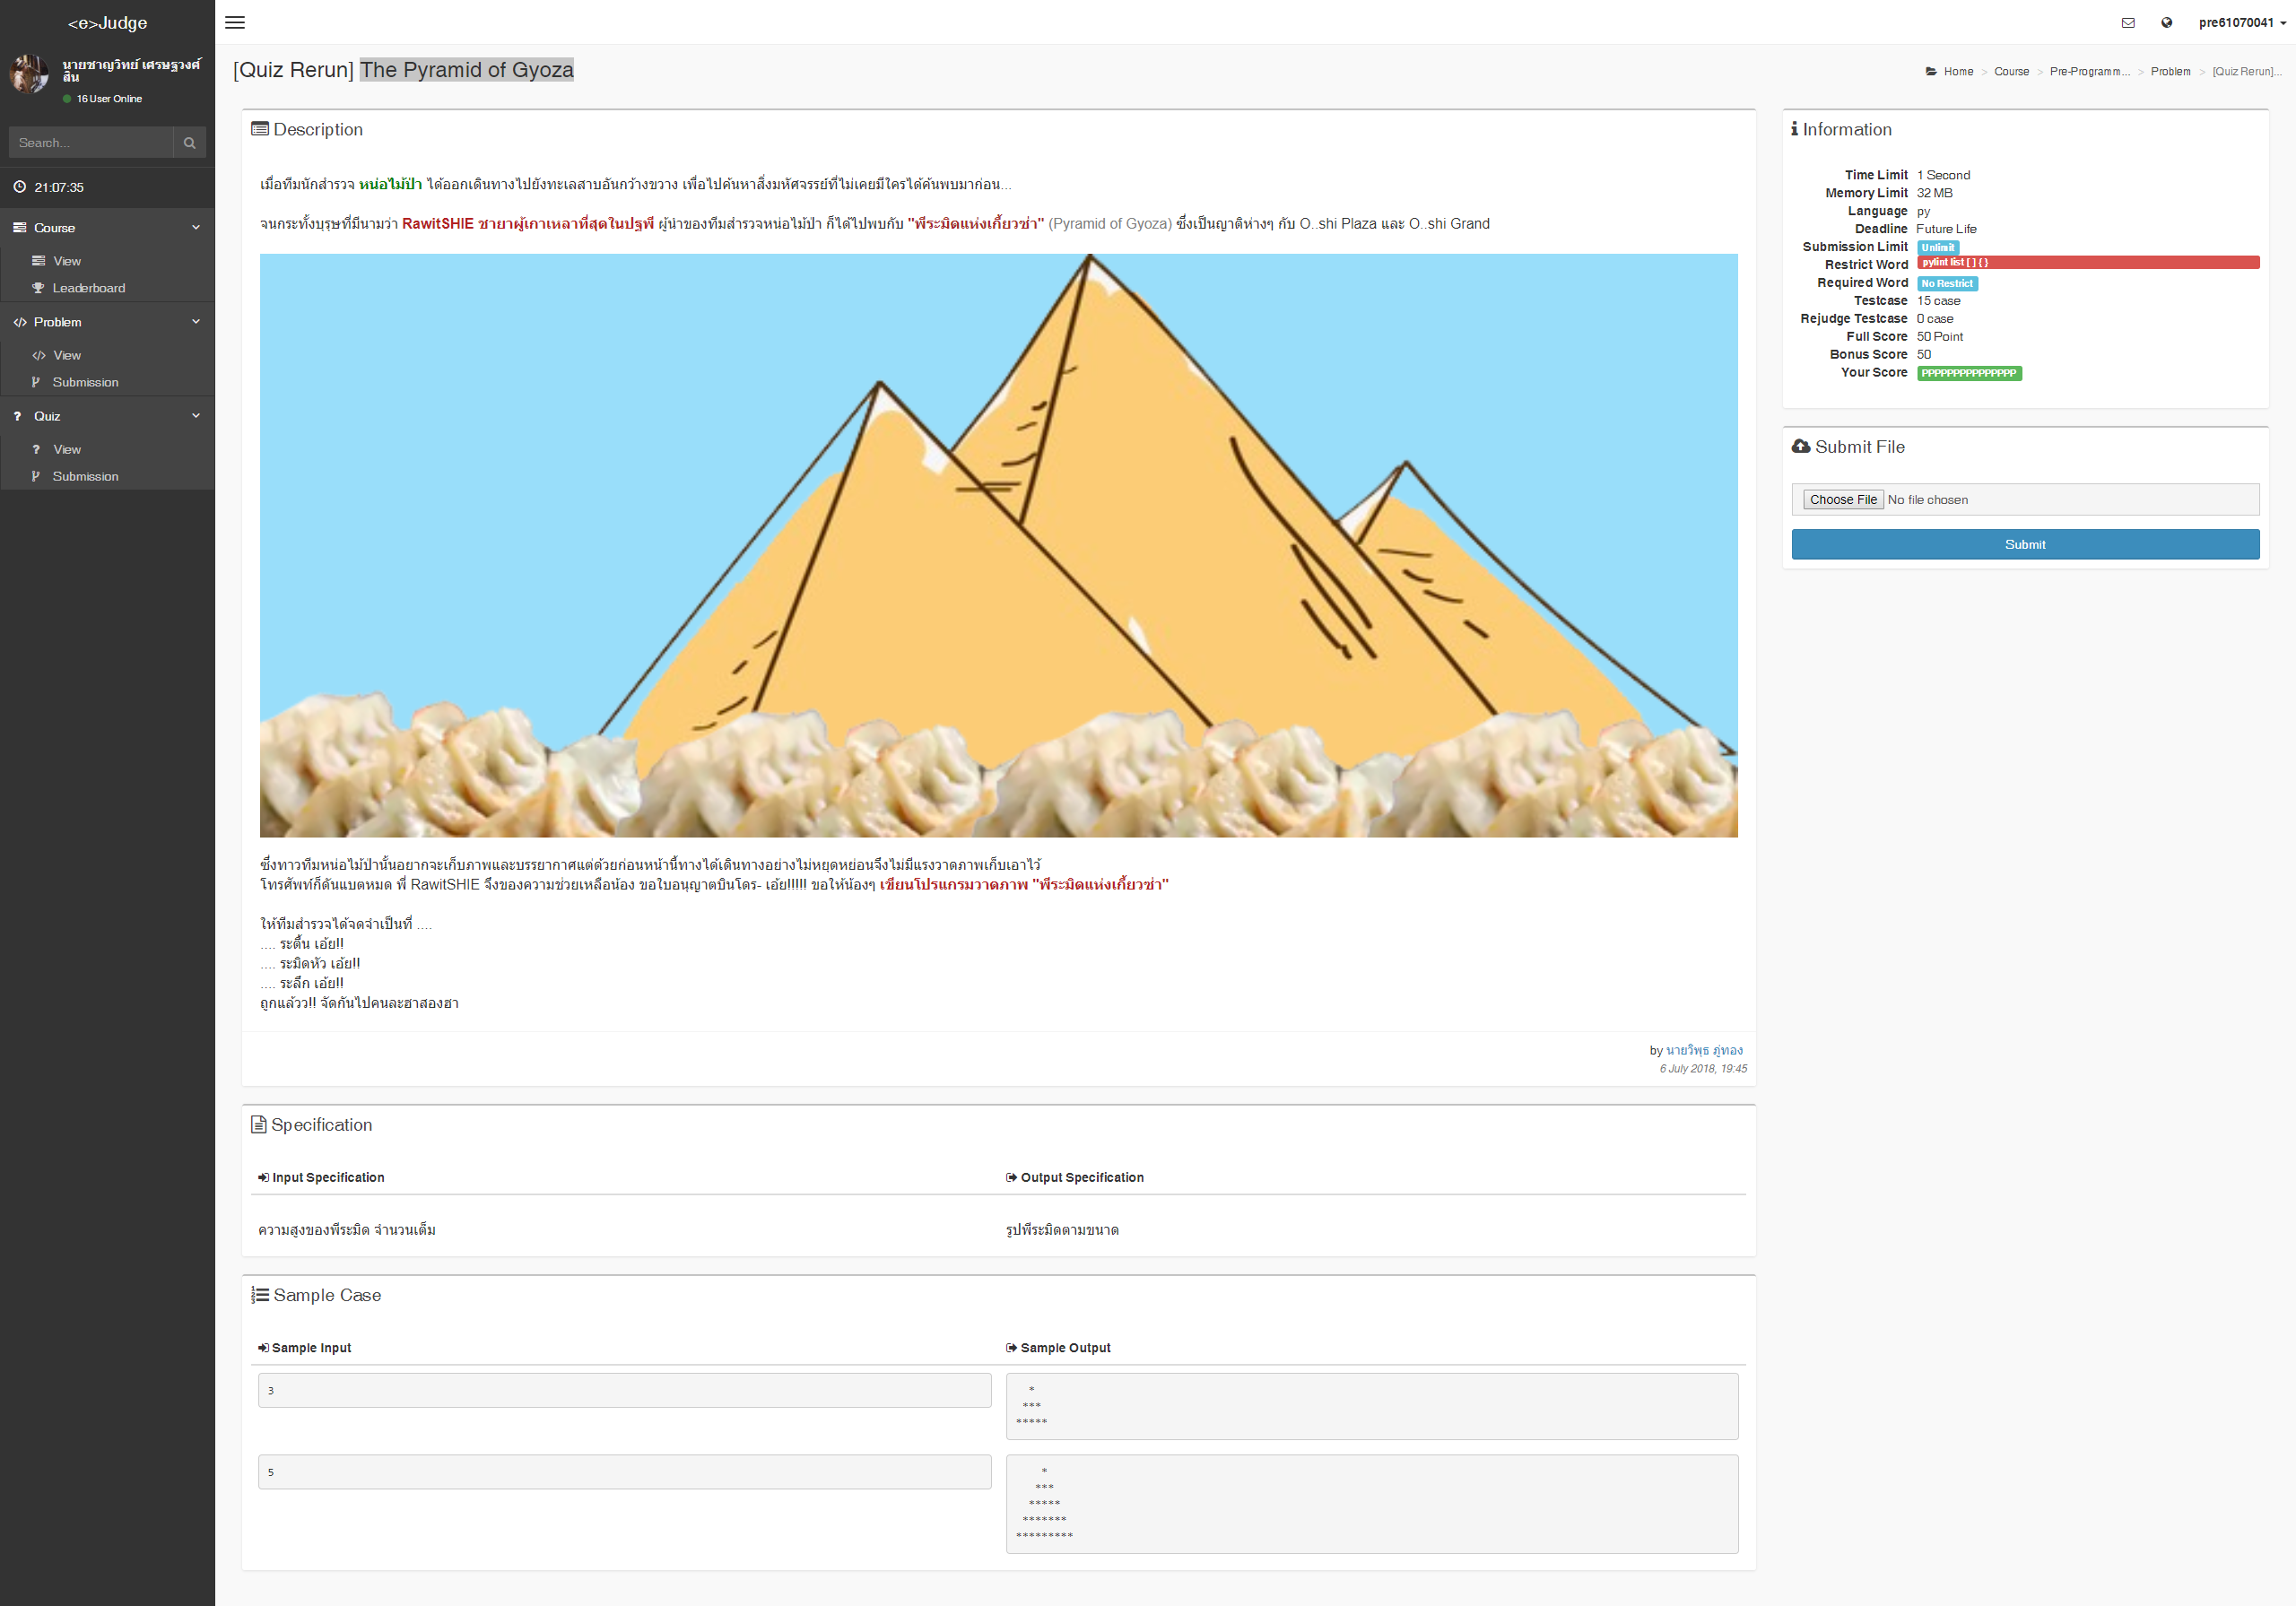 <e>Judge
pre61070041
นายชาญวิทย์ เศรษฐวงศ์
สิน
16 User Online
Search...
21:07:35
Course
View
Leaderboard
Problem
View
Submission
Quiz
View
Submission
[Quiz Rerun] The Pyramid of Gyoza
Home > Course > Pre-Programm... > Problem > [Quiz Rerun]...
Description
เมื่อทีมนักสำรวจ หน่อไม้ป่า ได้ออกเดินทางไปยังทะเลสาบอันกว้างขวาง เพื่อไปค้นหาสิ่งมหัศจรรย์ที่ไม่เคยมีใครได้ค้นพบมาก่อน...
จนกระทั้งบุรุษที่มีนามว่า RawitSHIE ชายาผู้เกาเหลาที่สุดในปฐพี ผู้นำของทีมสำรวจหน่อไม้ป่า ก็ได้ไปพบกับ "พีระมิดแห่งเกี้ยวซ่า" (Pyramid of Gyoza) ซึ่งเป็นญาติห่างๆ กับ O..shi Plaza และ O..shi Grand
ซึ่งทาวทีมหน่อไม้ป่านั้นอยากจะเก็บภาพและบรรยากาศแต่ด้วยก่อนหน้านี้ทางได้เดินทางอย่างไม่หยุดหย่อนจึงไม่มีแรงวาดภาพเก็บเอาไว้
โทรศัพท์ก็ดันแบตหมด พี่ RawitSHIE จึงของความช่วยเหลือน้อง ขอใบอนุญาตบินโดร- เอ้ย!!!!! ขอให้น้องๆ เขียนโปรแกรมวาดภาพ "พีระมิดแห่งเกี้ยวซ่า"
ให้ทีมสำรวจได้จดจำเป็นที่ ....
.... ระตื้น เอ้ย!!
.... ระมิดหัว เอ้ย!!
.... ระลึก เอ้ย!!
ถูกแล้วว!! จัดกันไปคนละฮาสองฮา
by นายวิพุธ ภู่ทอง
6 July 2018, 19:45
Information
Time Limit 1 Second
Memory Limit 32 MB
Language py
Deadline Future Life
Submission Limit Unlimit
Restrict Word pylint list [ ] { }
Required Word No Restrict
Testcase 15 case
Rejudge Testcase 0 case
Full Score 50 Point
Bonus Score 50
Your Score PPPPPPPPPPPPPPP
Submit File
Choose File No file chosen
Submit
Specification
Input Specification
Output Specification
ความสูงของพีระมิด จำนวนเต็ม
รูปพีระมิดตามขนาด
Sample Case
Sample Input
Sample Output
3
  *
 ***
*****
5
    *
   ***
  *****
 *******
*********